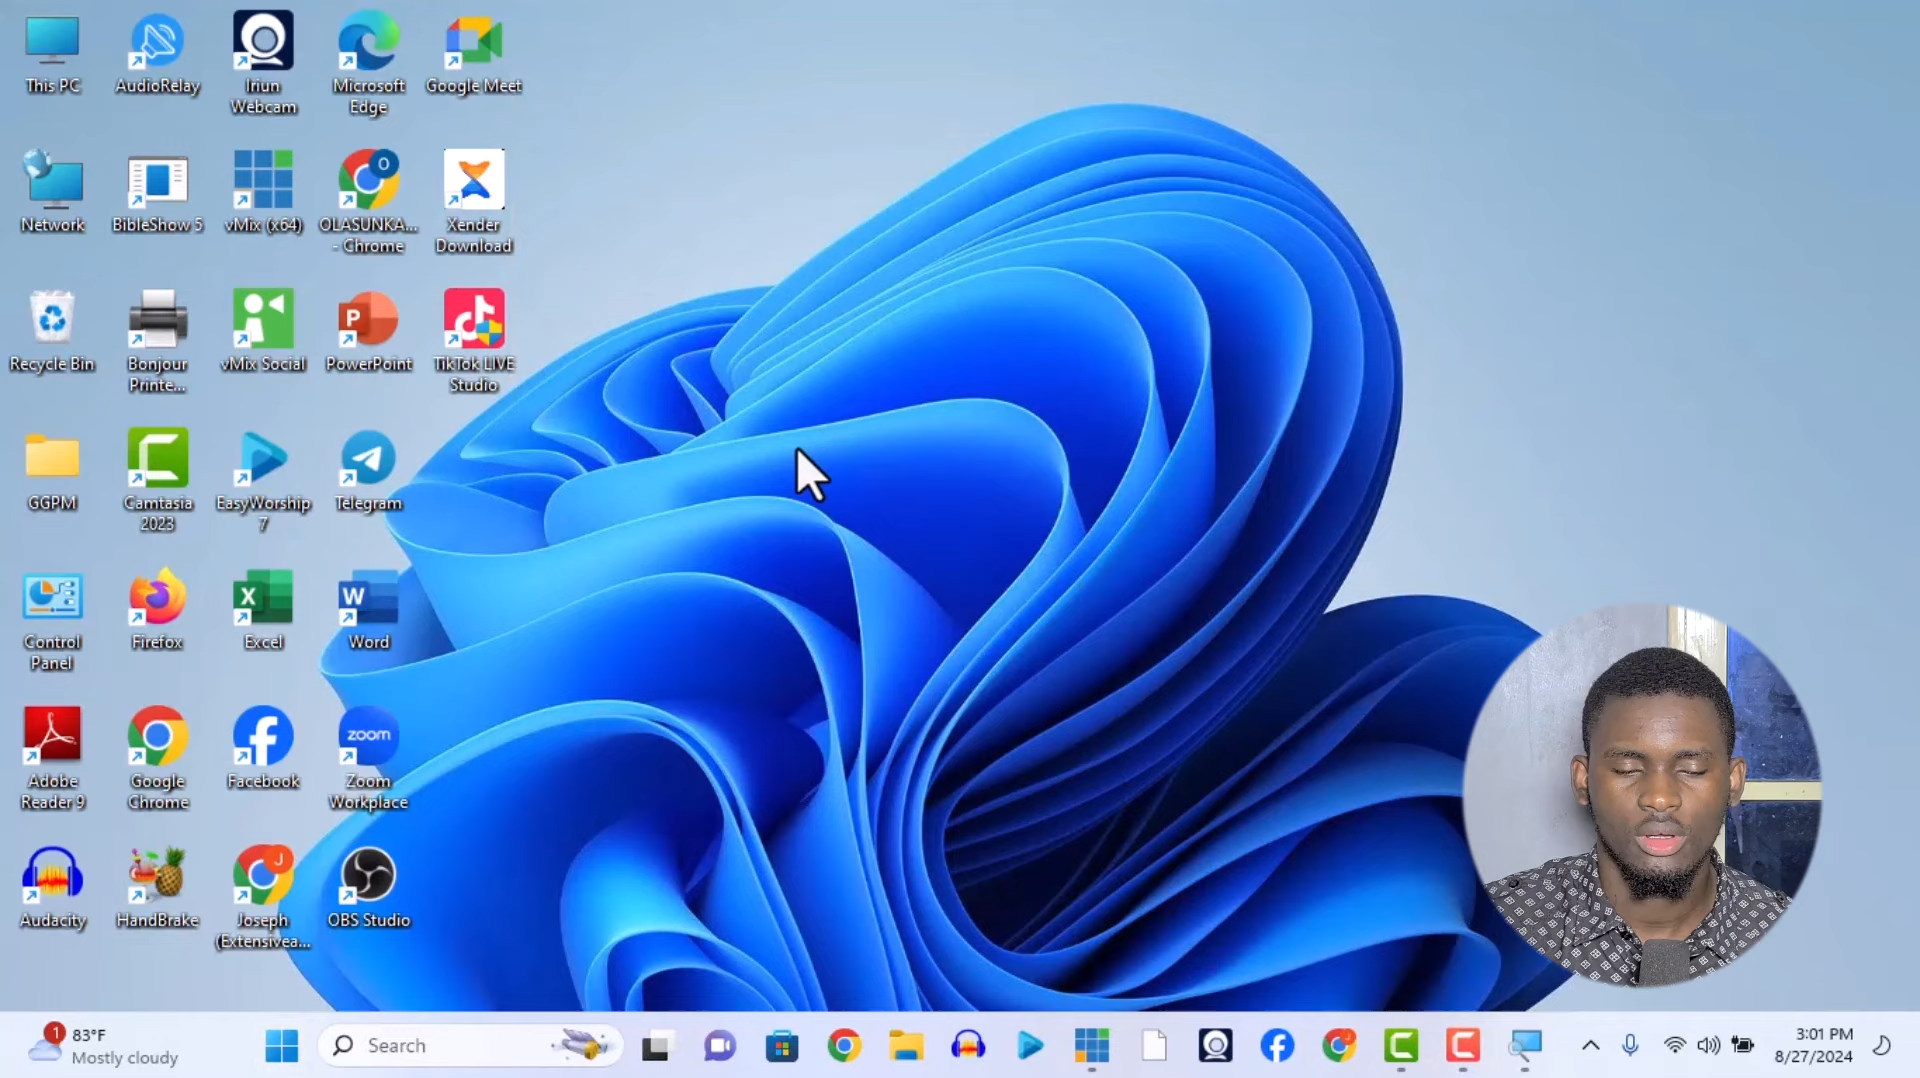 This PC
AudioRelay
Iriun
Webcam
Microsoft
Edge
Google Meet
Network
BibleShow 5
vMix (x64)
O
OLASUNKA...
- Chrome
Xender
Download
Recycle Bin
Bonjour
Printe...
vMix Social
P
PowerPoint
TikTok LIVE
Studio
GGPM
Camtasia
2023
EasyWorship
7
Telegram
Control
Panel
Firefox
X
Excel
W
Word
Adobe
Reader 9
Google
Chrome
Facebook
zoom
Zoom
Workplace
Audacity
HandBrake
J
Joseph
(Extensivea...
OBS Studio
1
83°F
Mostly cloudy
Search
3:01 PM
8/27/2024